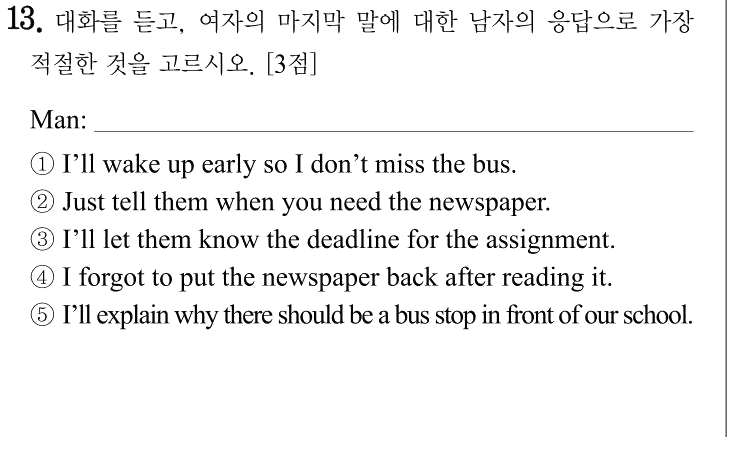 13. 대화를 듣고, 여자의 마지막 말에 대한 남자의 응답으로 가장
적절한 것을 고르시오. [3점]
Man: ____________________
① I'll wake up early so I don't miss the bus.
② Just tell them when you need the newspaper.
③ I'll let them know the deadline for the assignment.
④ I forgot to put the newspaper back after reading it.
⑤ I'll explain why there should be a bus stop in front of our school.